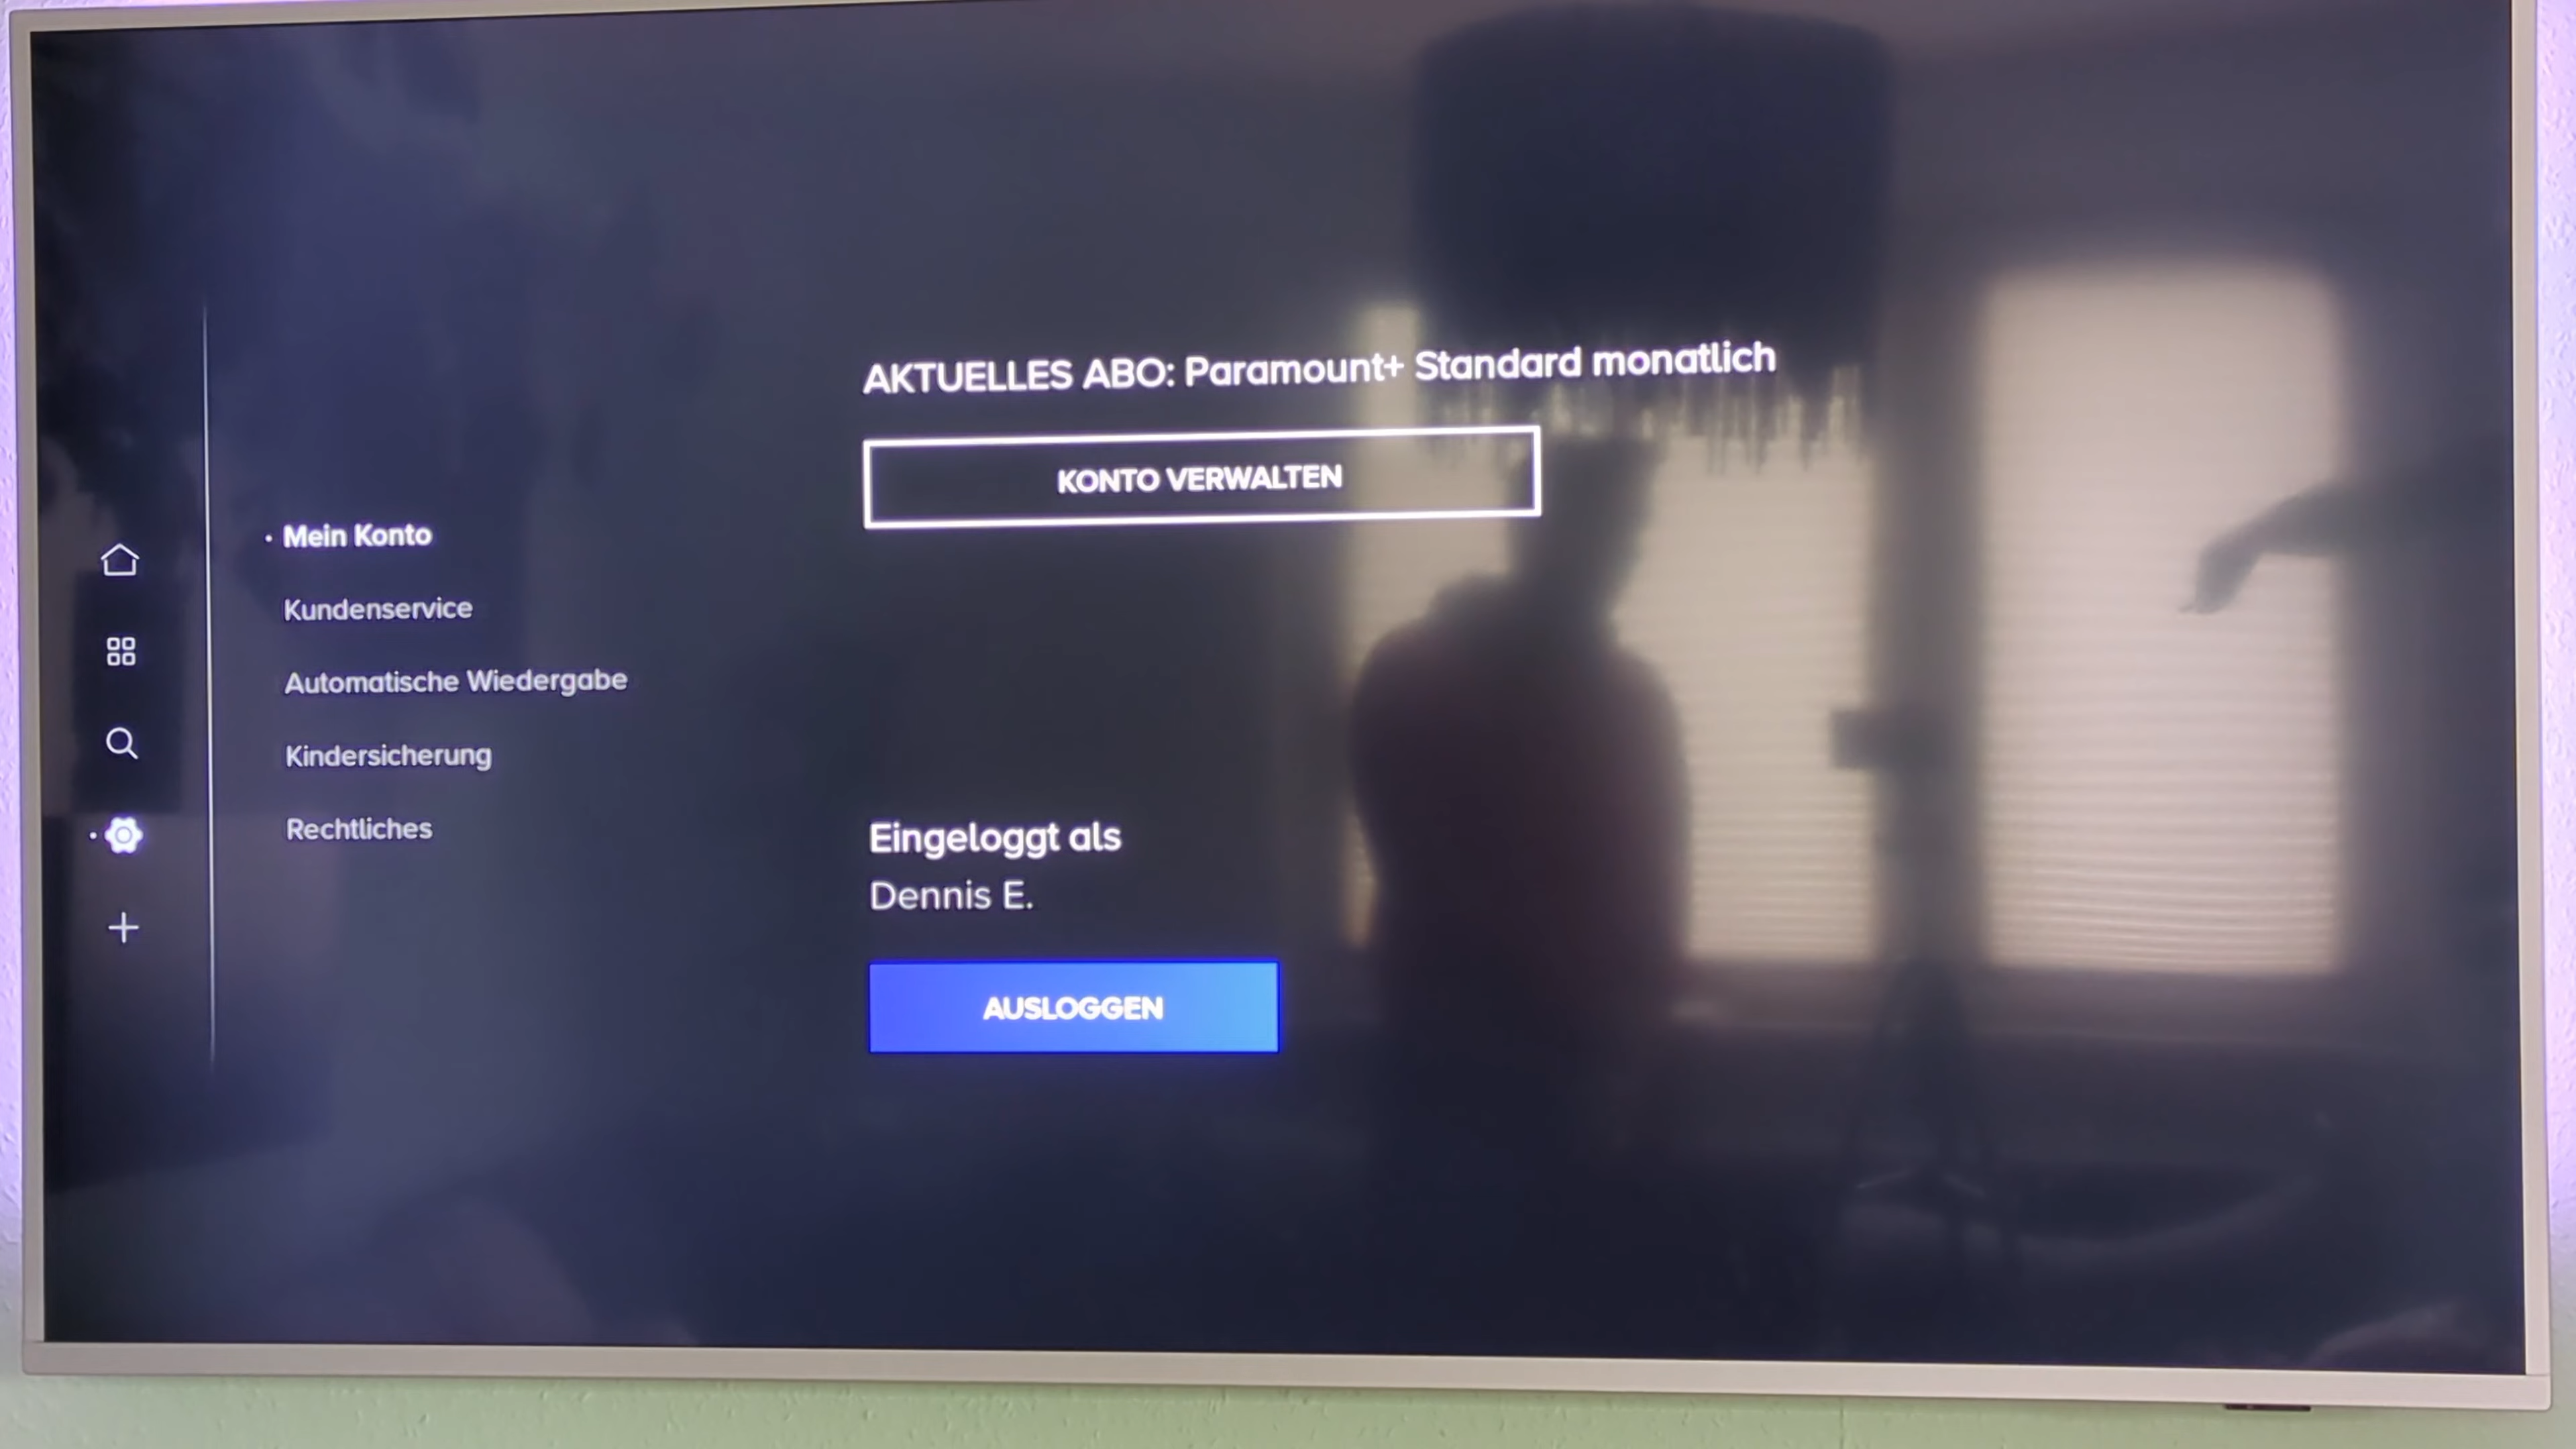 Mein Konto
Kundenservice
Automatische Wiedergabe
Kindersicherung
Rechtliches
AKTUELLES ABO: Paramount+ Standard monatlich
KONTO VERWALTEN
Eingeloggt als
Dennis E.
AUSLOGGEN